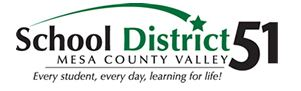 School District 51
MESA COUNTY VALLEY
Every student, every day, learning for life!